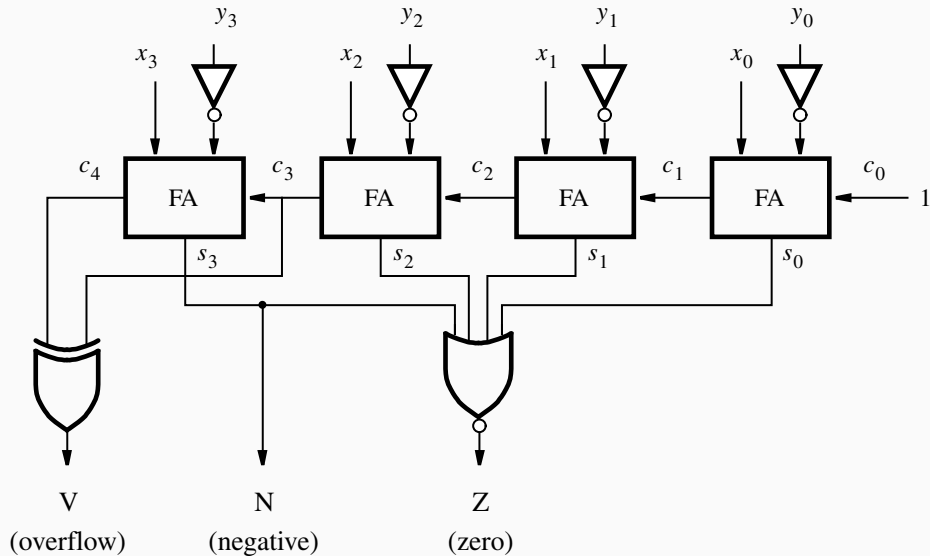 y3 y2 y1 y0
x3 x2 x1 x0
c4 c3 c2 c1 c0
FA FA FA FA 1
s3 s2 s1 s0
V N Z
(overflow) (negative) (zero)